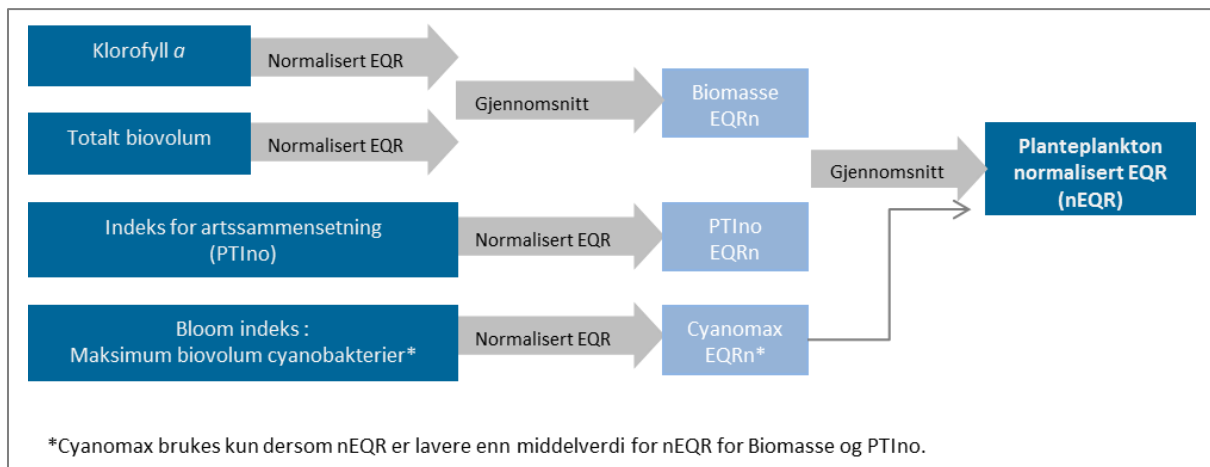 Klorofyll a
Normalisert EQR
Gjennomsnitt
Biomasse
EQRn
Totalt biovolum
Normalisert EQR
Gjennomsnitt
Planteplankton
normalisert EQR
(nEQR)
Indeks for artssammensetning
(PTIno)
Normalisert EQR
PTIno
EQRn
Bloom indeks :
Maksimum biovolum cyanobakterier*
Normalisert EQR
Cyanomax
EQRn*
*Cyanomax brukes kun dersom nEQR er lavere enn middelverdi for nEQR for Biomasse og PTIno.